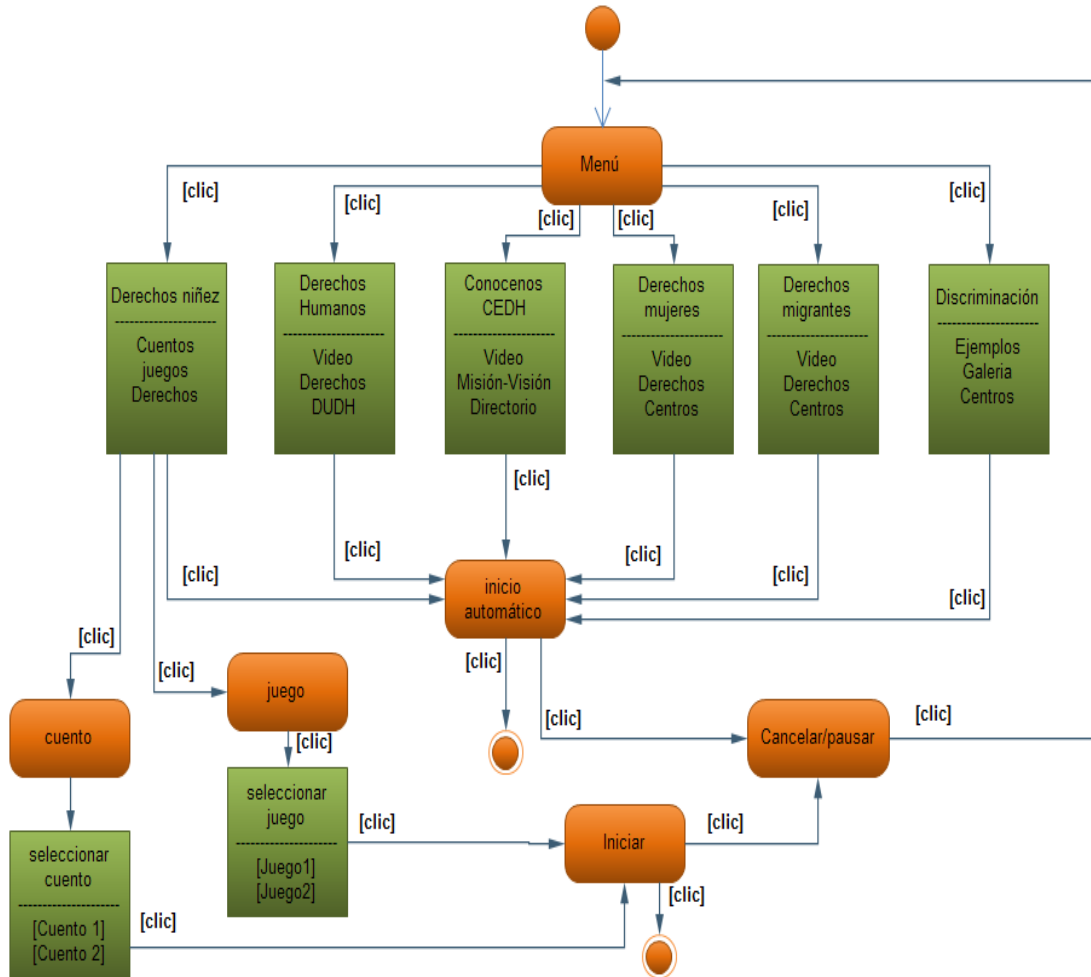 Menú
[clic]
[clic]
[clic]
[clic]
[clic]
[clic]
Derechos niñez
----------------------
Cuentos
juegos
Derechos
Derechos
Humanos
----------------------
Video
Derechos
DUDH
Conocenos
CEDH
----------------------
Video
Misión-Visión
Directorio
Derechos
mujeres
----------------------
Video
Derechos
Centros
Derechos
migrantes
----------------------
Video
Derechos
Centros
Discriminación
----------------------
Ejemplos
Galeria
Centros
[clic]
[clic]
[clic]
[clic]
[clic]
[clic]
inicio
automático
[clic]
[clic]
[clic]
[clic]
juego
cuento
[clic]
Cancelar/pausar
[clic]
seleccionar
juego
----------------------
[Juego1]
[Juego2]
[clic]
Iniciar
[clic]
[clic]
seleccionar
cuento
----------------------
[Cuento 1]
[Cuento 2]
[clic]